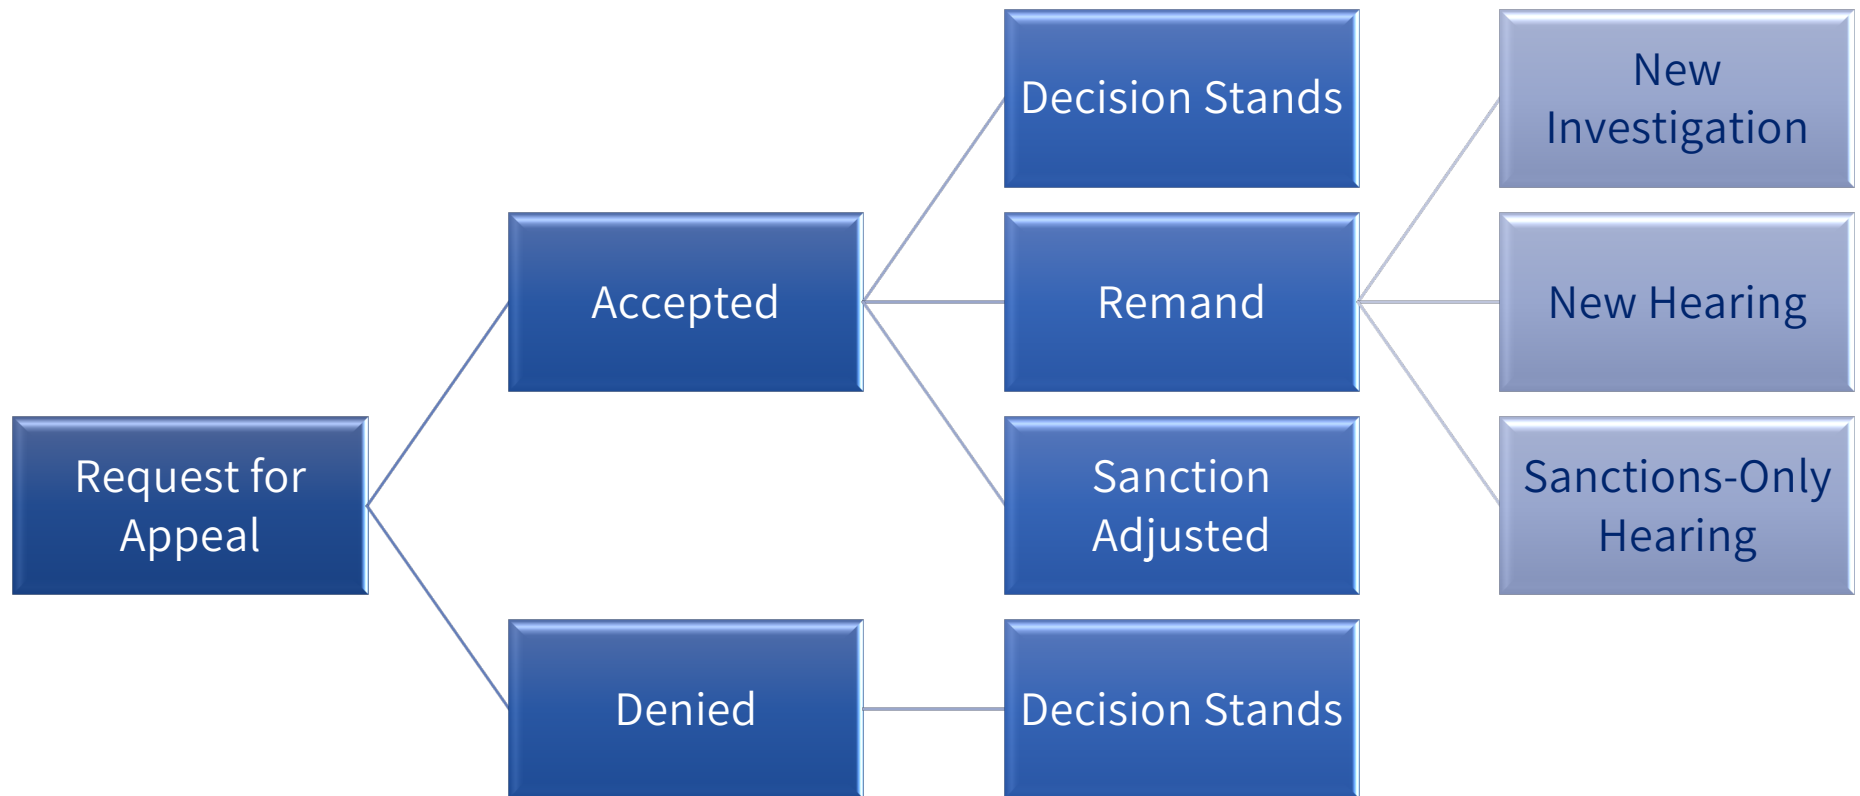 Request for
Appeal
Accepted
Denied
Decision Stands
Remand
Sanction
Adjusted
Decision Stands
New
Investigation
New Hearing
Sanctions-Only
Hearing